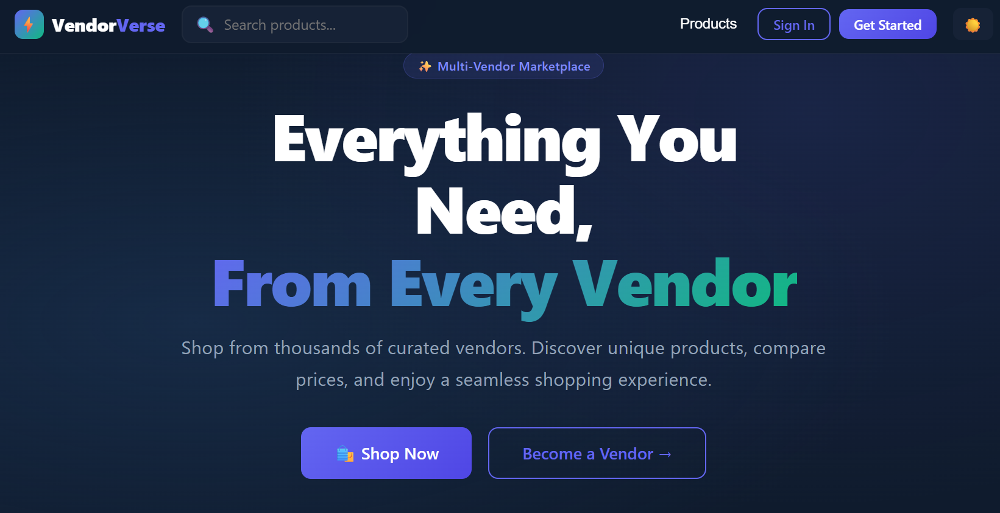 VendorVerse
Search products...
Products
Sign In
Get Started
Multi-Vendor Marketplace
Everything You
Need,
From Every Vendor
Shop from thousands of curated vendors. Discover unique products, compare
prices, and enjoy a seamless shopping experience.
Shop Now
Become a Vendor →